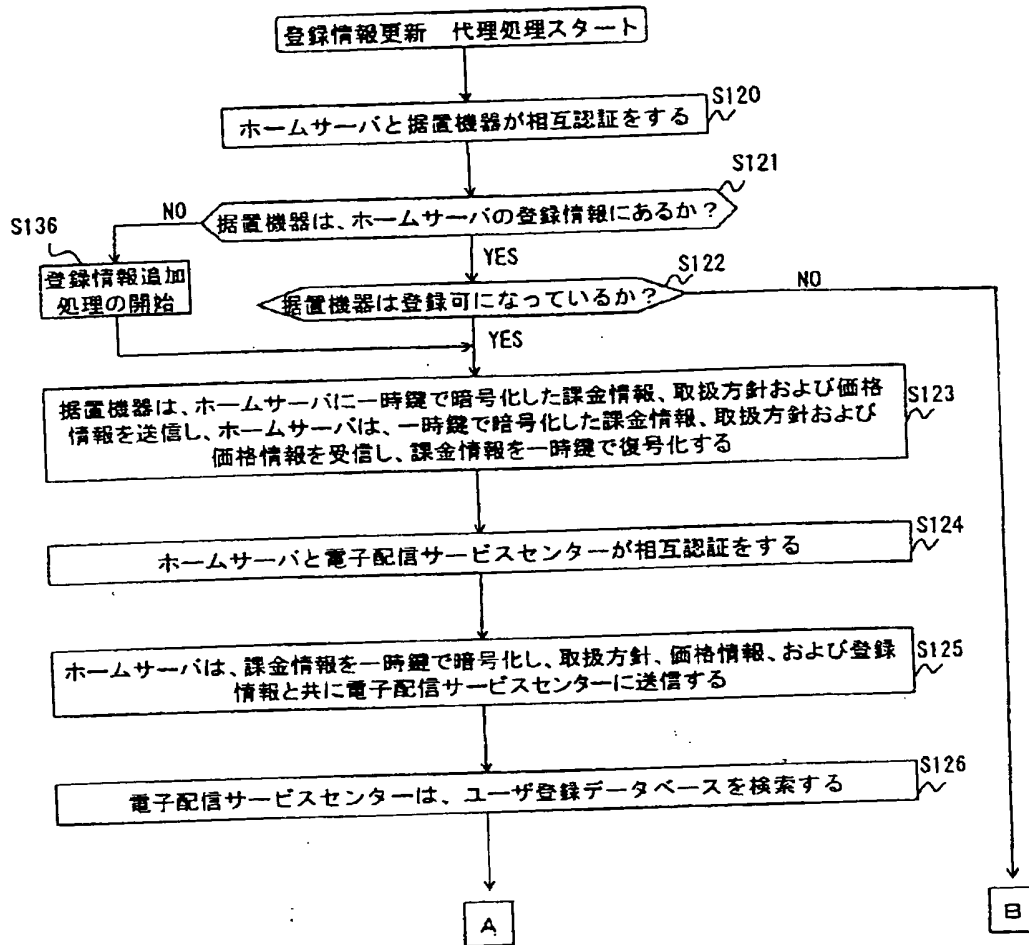 登録情報更新 代理処理スタート
S120
ホームサーバと据置機器が相互認証をする
S121
据置機器は、ホームサーバの登録情報にあるか?
NO
S136
YES
登録情報追加
処理の開始
S122
据置機器は登録可になっているか?
NO
YES
S123
据置機器は、ホームサーバに一時鍵で暗号化した課金情報、取扱方針および価格
情報を送信し、ホームサーバは、一時鍵で暗号化した課金情報、取扱方針および
価格情報を受信し、課金情報を一時鍵で復号化する
S124
ホームサーバと電子配信サービスセンターが相互認証をする
S125
ホームサーバは、課金情報を一時鍵で暗号化し、取扱方針、価格情報、および登録
情報と共に電子配信サービスセンターに送信する
S126
電子配信サービスセンターは、ユーザ登録データベースを検索する
A
B